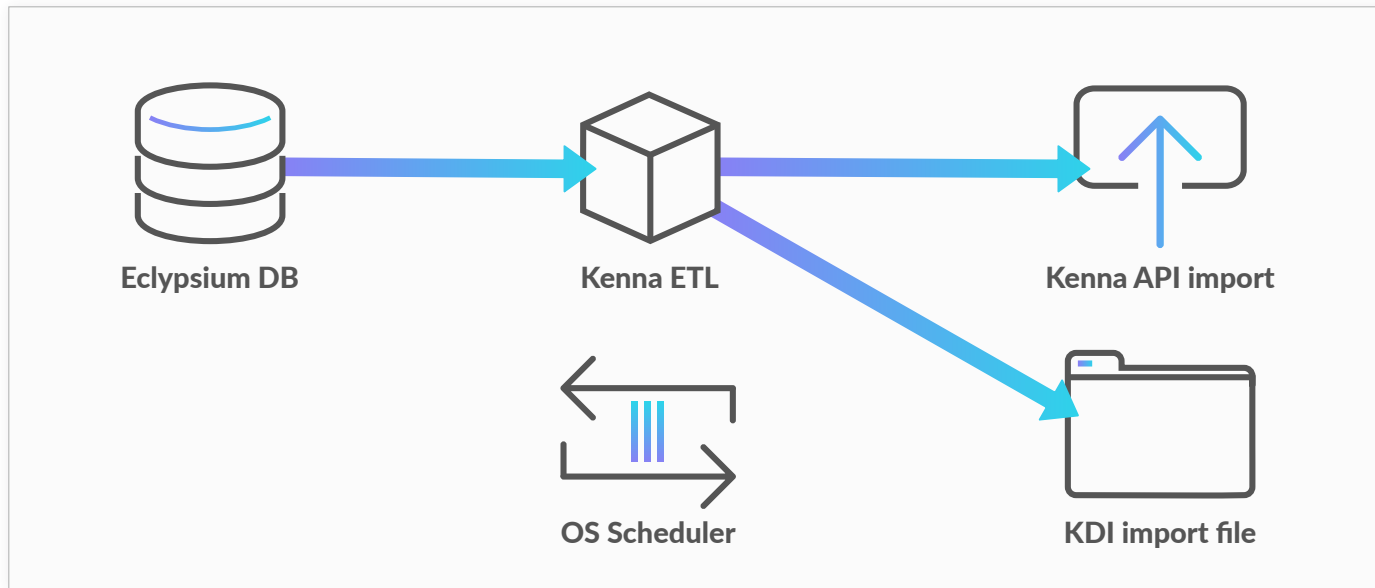 Eclypsium DB
Kenna ETL
Kenna API import
OS Scheduler
KDI import file